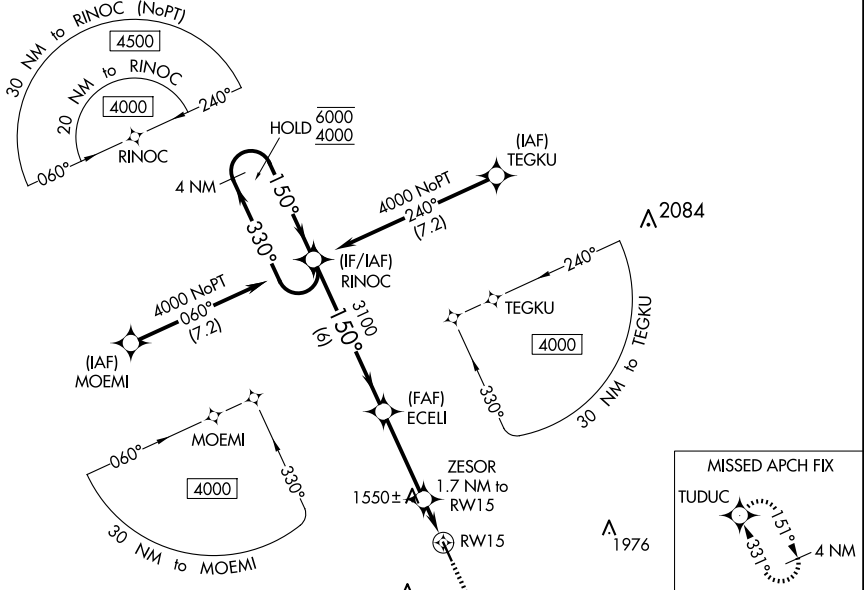 30 NM to RINOC (NoPT)
4500
20 NM to RINOC
4000
060°
240°
RINOC
HOLD 6000
4000
4 NM
150°
330°
(IAF)
TEGKU
4000 NoPT
240°
(7.2)
2084
(IF/IAF)
RINOC
4000 NoPT
060°
(7.2)
(IAF)
MOEMI
3100
150°
(6)
240°
TEGKU
4000
330°
30 NM to TEGKU
(FAF)
ECELI
MOEMI
060°
4000
330°
30 NM to MOEMI
ZESOR
1.7 NM to
RW15
1550±
RW15
1976
MISSED APCH FIX
TUDUC
151°
331°
4 NM